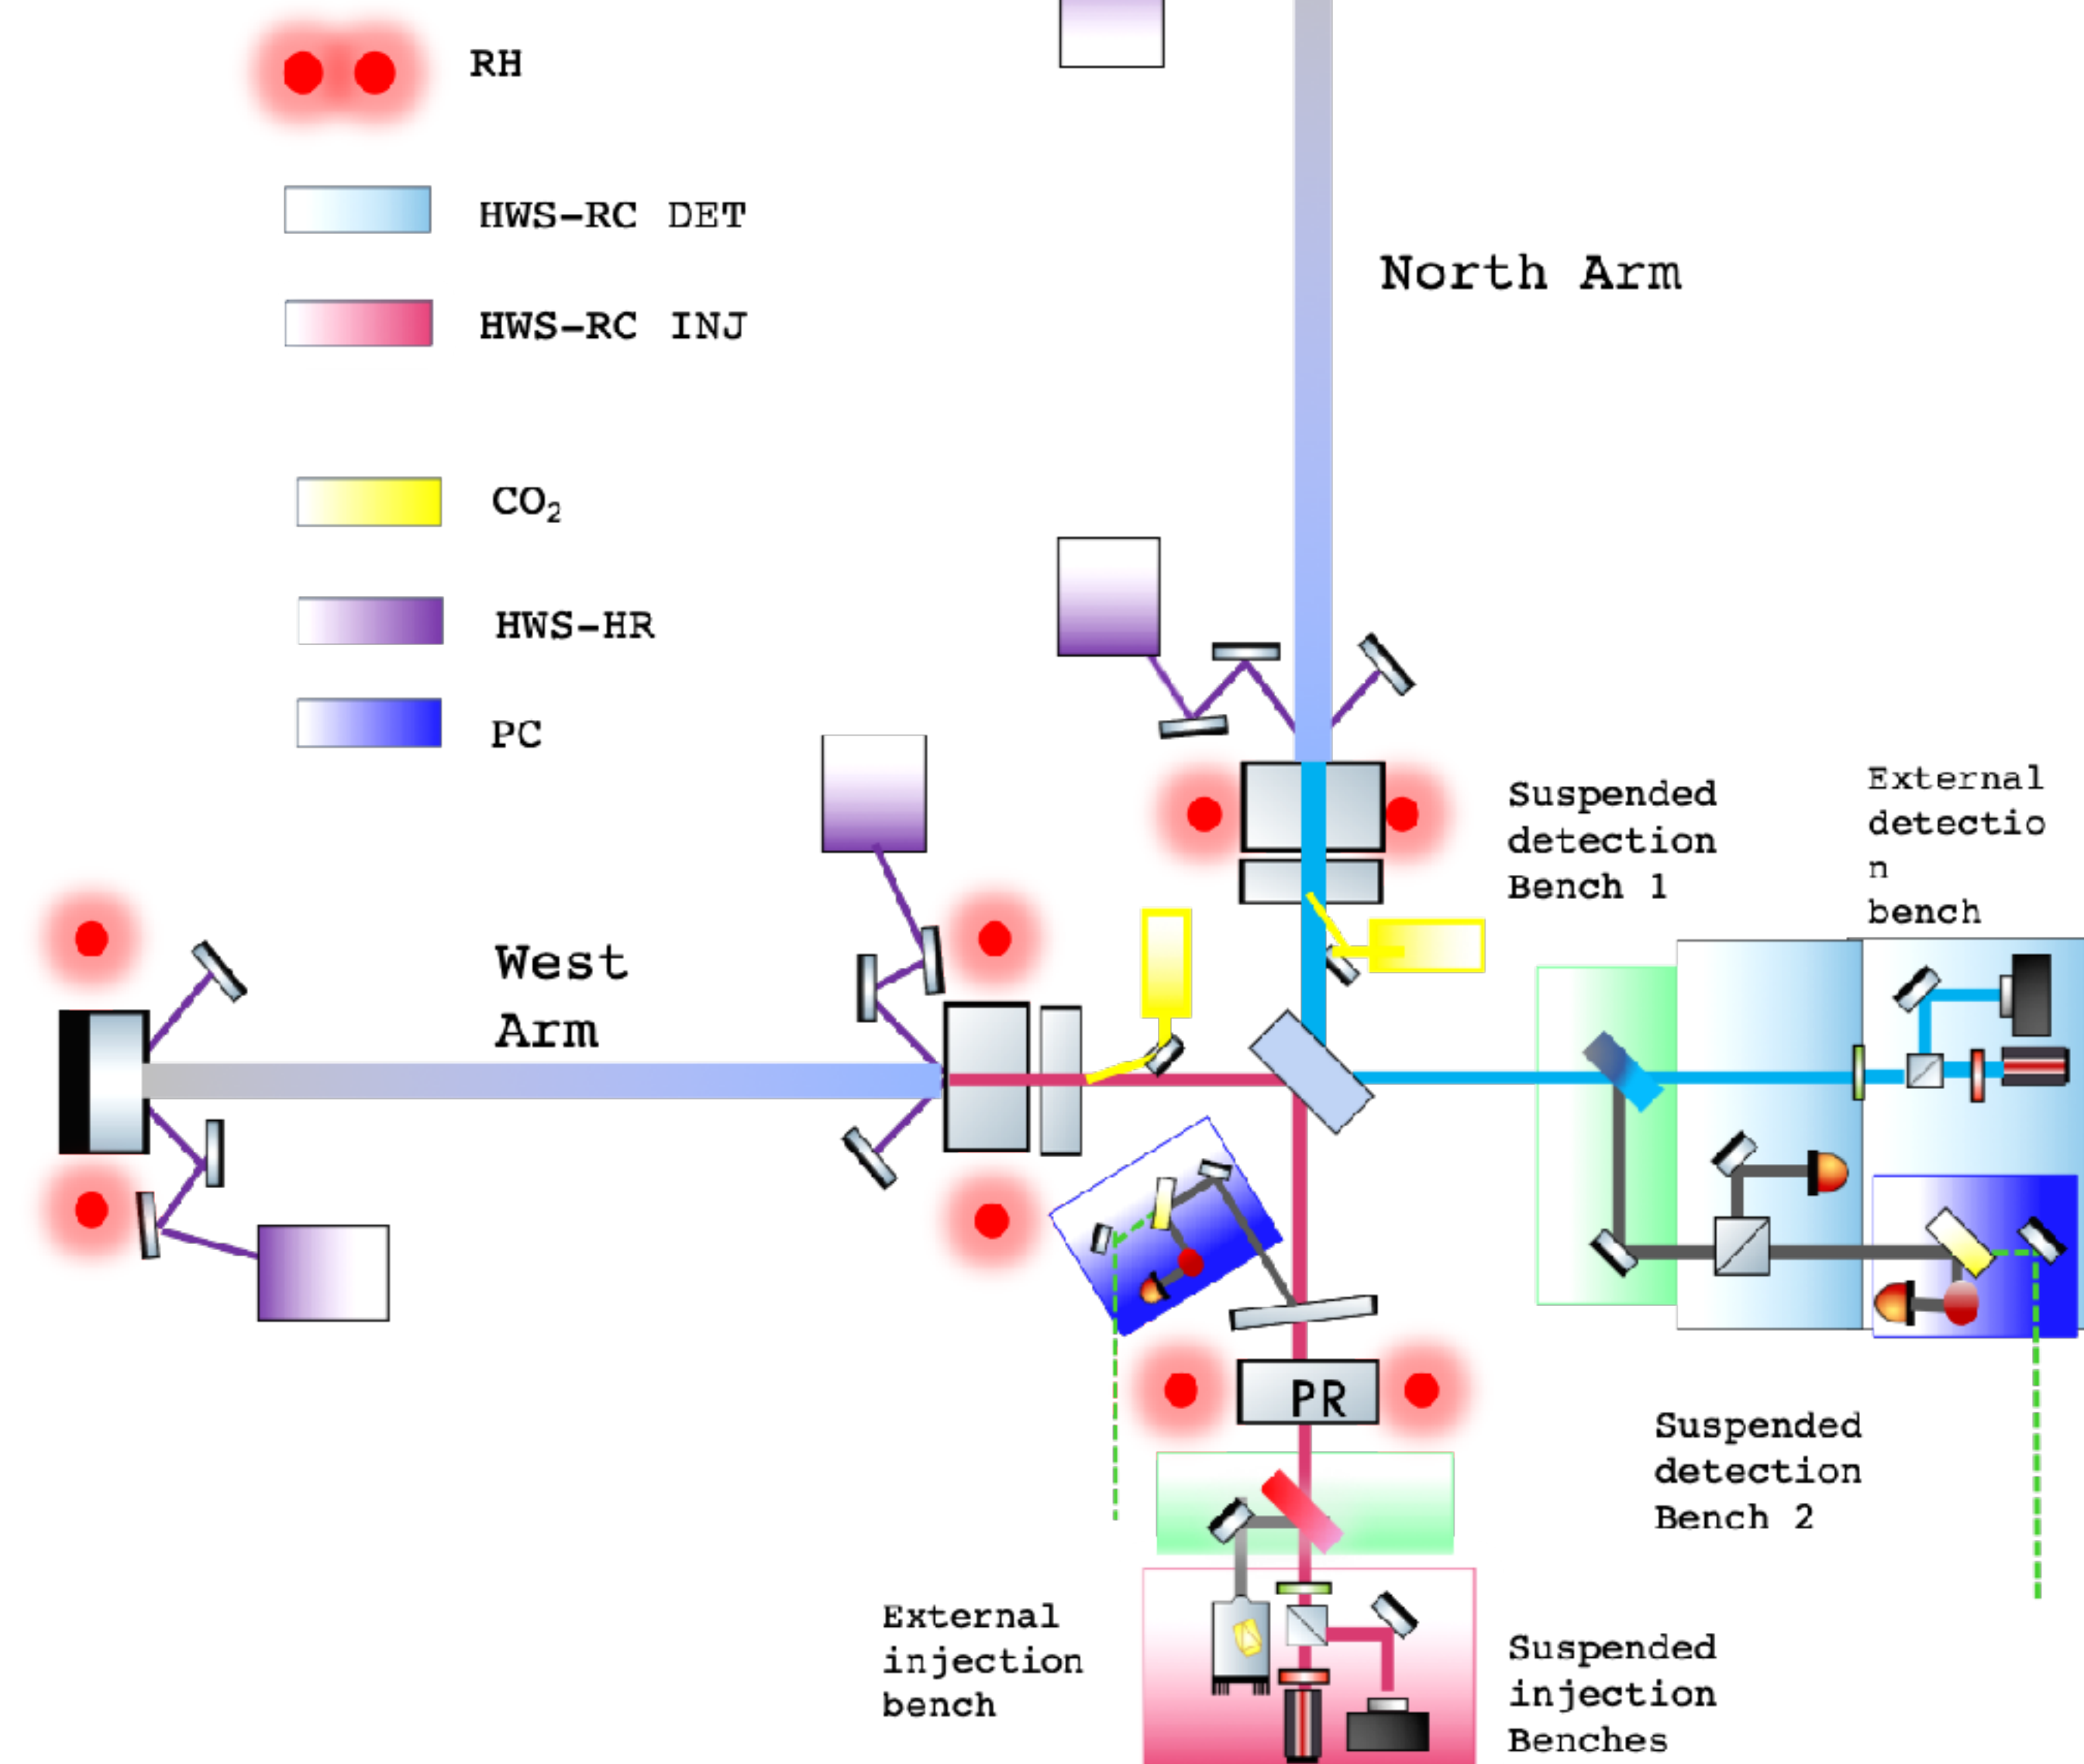 RH
HWS-RC DET
HWS-RC INJ
North Arm
CO₂
HWS-HR
PC
Suspended
detection
Bench 1
External
detectio
n
bench
West
Arm
PR
Suspended
detection
Bench 2
External
injection
bench
Suspended
injection
Benches